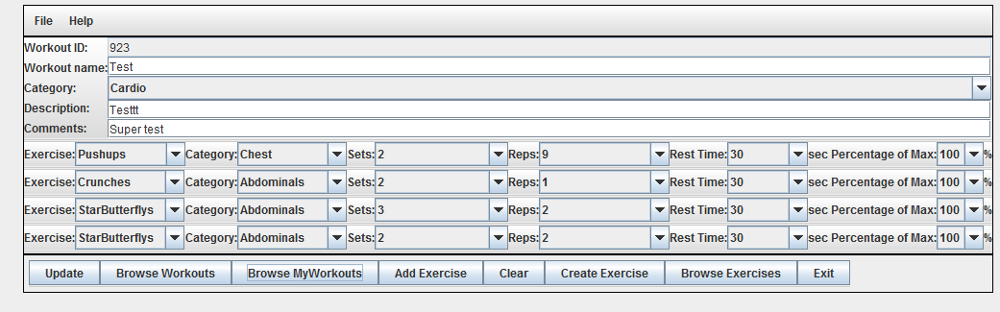 File Help
Workout ID: 923
Workout name: Test
Category: Cardio
Description: Testtt
Comments: Super test
Exercise: Pushups Category: Chest Sets: 2 Reps: 9 Rest Time: 30 sec Percentage of Max: 100 %
Exercise: Crunches Category: Abdominals Sets: 2 Reps: 1 Rest Time: 30 sec Percentage of Max: 100 %
Exercise: StarButterflys Category: Abdominals Sets: 3 Reps: 2 Rest Time: 30 sec Percentage of Max: 100 %
Exercise: StarButterflys Category: Abdominals Sets: 2 Reps: 2 Rest Time: 30 sec Percentage of Max: 100 %
Update Browse Workouts Browse MyWorkouts Add Exercise Clear Create Exercise Browse Exercises Exit